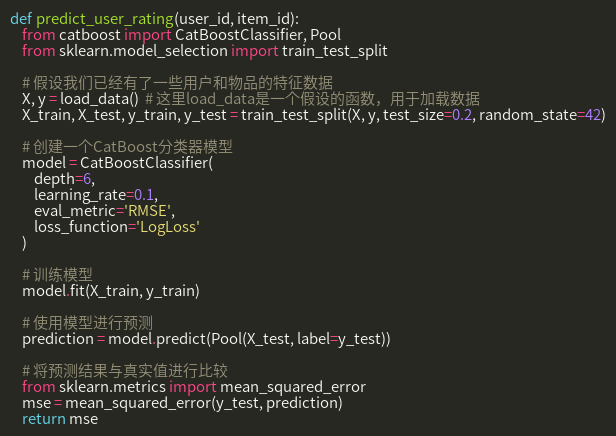 def predict_user_rating(user_id, item_id):
from catboost import CatBoostClassifier, Pool
from sklearn.model_selection import train_test_split
# 假设我们已经有了一些用户和物品的特征数据
X, y = load_data()  # 这里load_data是一个假设的函数，用于加载数据
X_train, X_test, y_train, y_test = train_test_split(X, y, test_size=0.2, random_state=42)
# 创建一个CatBoost分类器模型
model = CatBoostClassifier(
depth=6,
learning_rate=0.1,
eval_metric='RMSE',
loss_function='LogLoss'
)
# 训练模型
model.fit(X_train, y_train)
# 使用模型进行预测
prediction = model.predict(Pool(X_test, label=y_test))
# 将预测结果与真实值进行比较
from sklearn.metrics import mean_squared_error
mse = mean_squared_error(y_test, prediction)
return mse